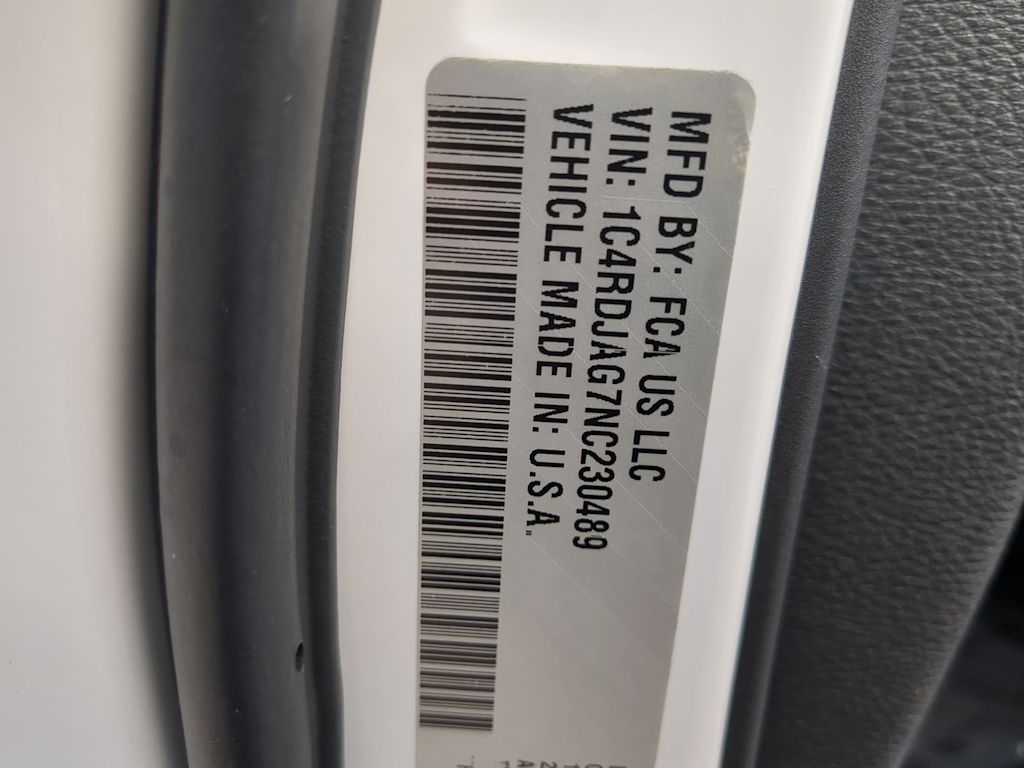 MFD BY: FCA US LLC
VIN: 1C4RDJAG7NC230489
VEHICLE MADE IN: U.S.A.